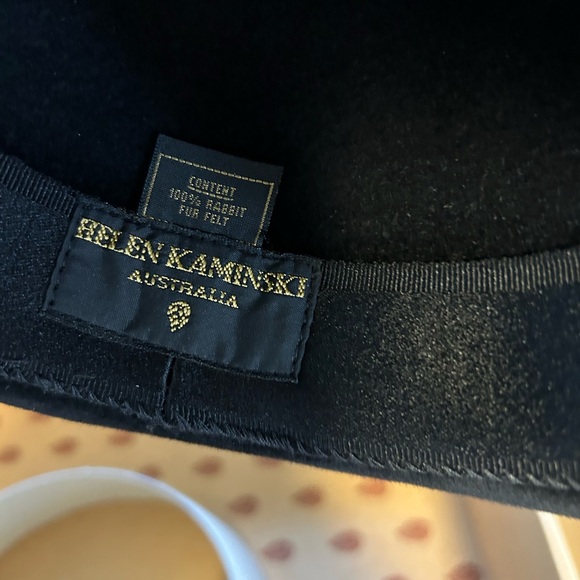 CONTENT
100% RABBIT
FUR FELT
HELEN KAMINSKI
AUSTRALIA